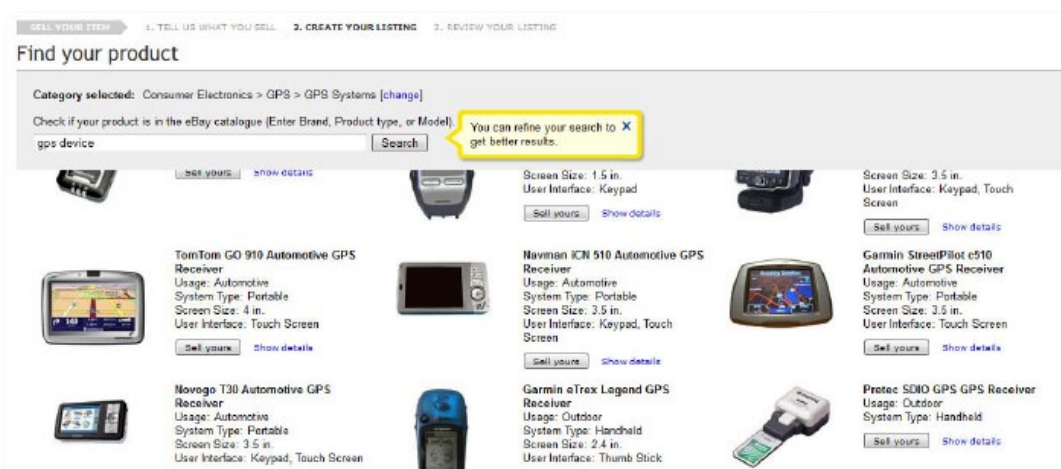 SELL YOUR ITEM 1. TELL US WHAT YOU SELL 2. CREATE YOUR LISTING 3. REVIEW YOUR LISTING
Find your product
Category selected: Consumer Electronics > GPS > GPS Systems [change]
Check if your product is in the eBay catalogue (Enter Brand, Product type, or Model).
gps device Search
You can refine your search to X
get better results.
Sell yours Show details
Screen Size: 1.5 in.
User Interface: Keypad
Sell yours Show details
Screen Size: 3.5 in.
User Interface: Keypad, Touch
Screen
Sell yours Show details
TomTom GO 910 Automotive GPS
Receiver
Usage: Automotive
System Type: Portable
Screen Size: 4 in.
User Interface: Touch Screen
Sell yours Show details
Navman iCN 510 Automotive GPS
Receiver
Usage: Automotive
System Type: Portable
Screen Size: 3.5 in.
User Interface: Keypad, Touch
Screen
Sell yours Show details
Garmin StreetPilot c510
Automotive GPS Receiver
Usage: Automotive
System Type: Portable
Screen Size: 3.5 in.
User Interface: Touch Screen
Sell yours Show details
Novogo T30 Automotive GPS
Receiver
Usage: Automotive
System Type: Portable
Screen Size: 3.5 in.
User Interface: Keypad, Touch Screen
Garmin eTrex Legend GPS
Receiver
Usage: Outdoor
System Type: Handheld
Screen Size: 2.4 in.
User Interface: Thumb Stick
Pretec SDIO GPS GPS Receiver
Usage: Outdoor
System Type: Handheld
Sell yours Show details